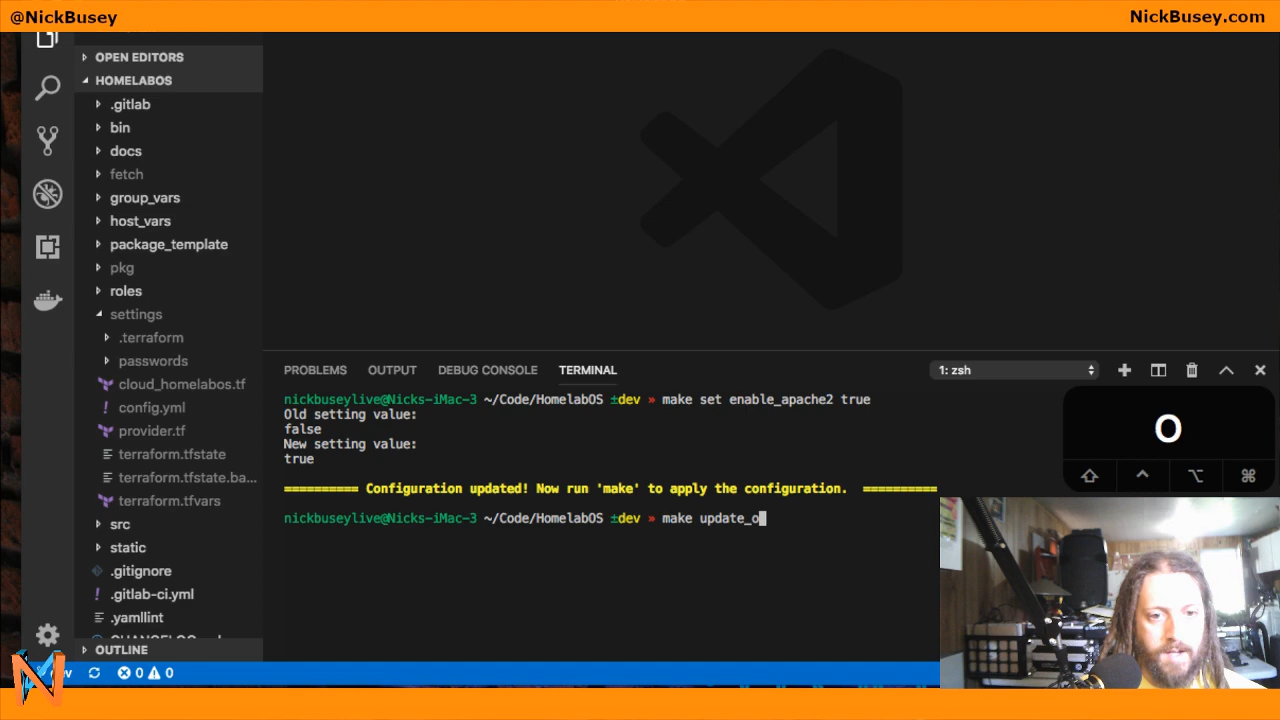 @NickBusey
NickBusey.com
OPEN EDITORS
HOMELABOS
.gitlab
bin
docs
fetch
group_vars
host_vars
package_template
pkg
roles
settings
.terraform
passwords
cloud_homelabos.tf
! config.yml
provider.tf
terraform.tfstate
terraform.tfstate.ba...
terraform.tfvars
src
static
.gitignore
! .gitlab-ci.yml
.yamllint
OUTLINE
0 0
PROBLEMS OUTPUT DEBUG CONSOLE TERMINAL 1: zsh
nickbuseylive@Nicks-iMac-3 ~/Code/HomelabOS ±dev » make set enable_apache2 true
Old setting value:
false
New setting value:
true
========== Configuration updated! Now run 'make' to apply the configuration. ==========
nickbuseylive@Nicks-iMac-3 ~/Code/HomelabOS ±dev » make update_o
O